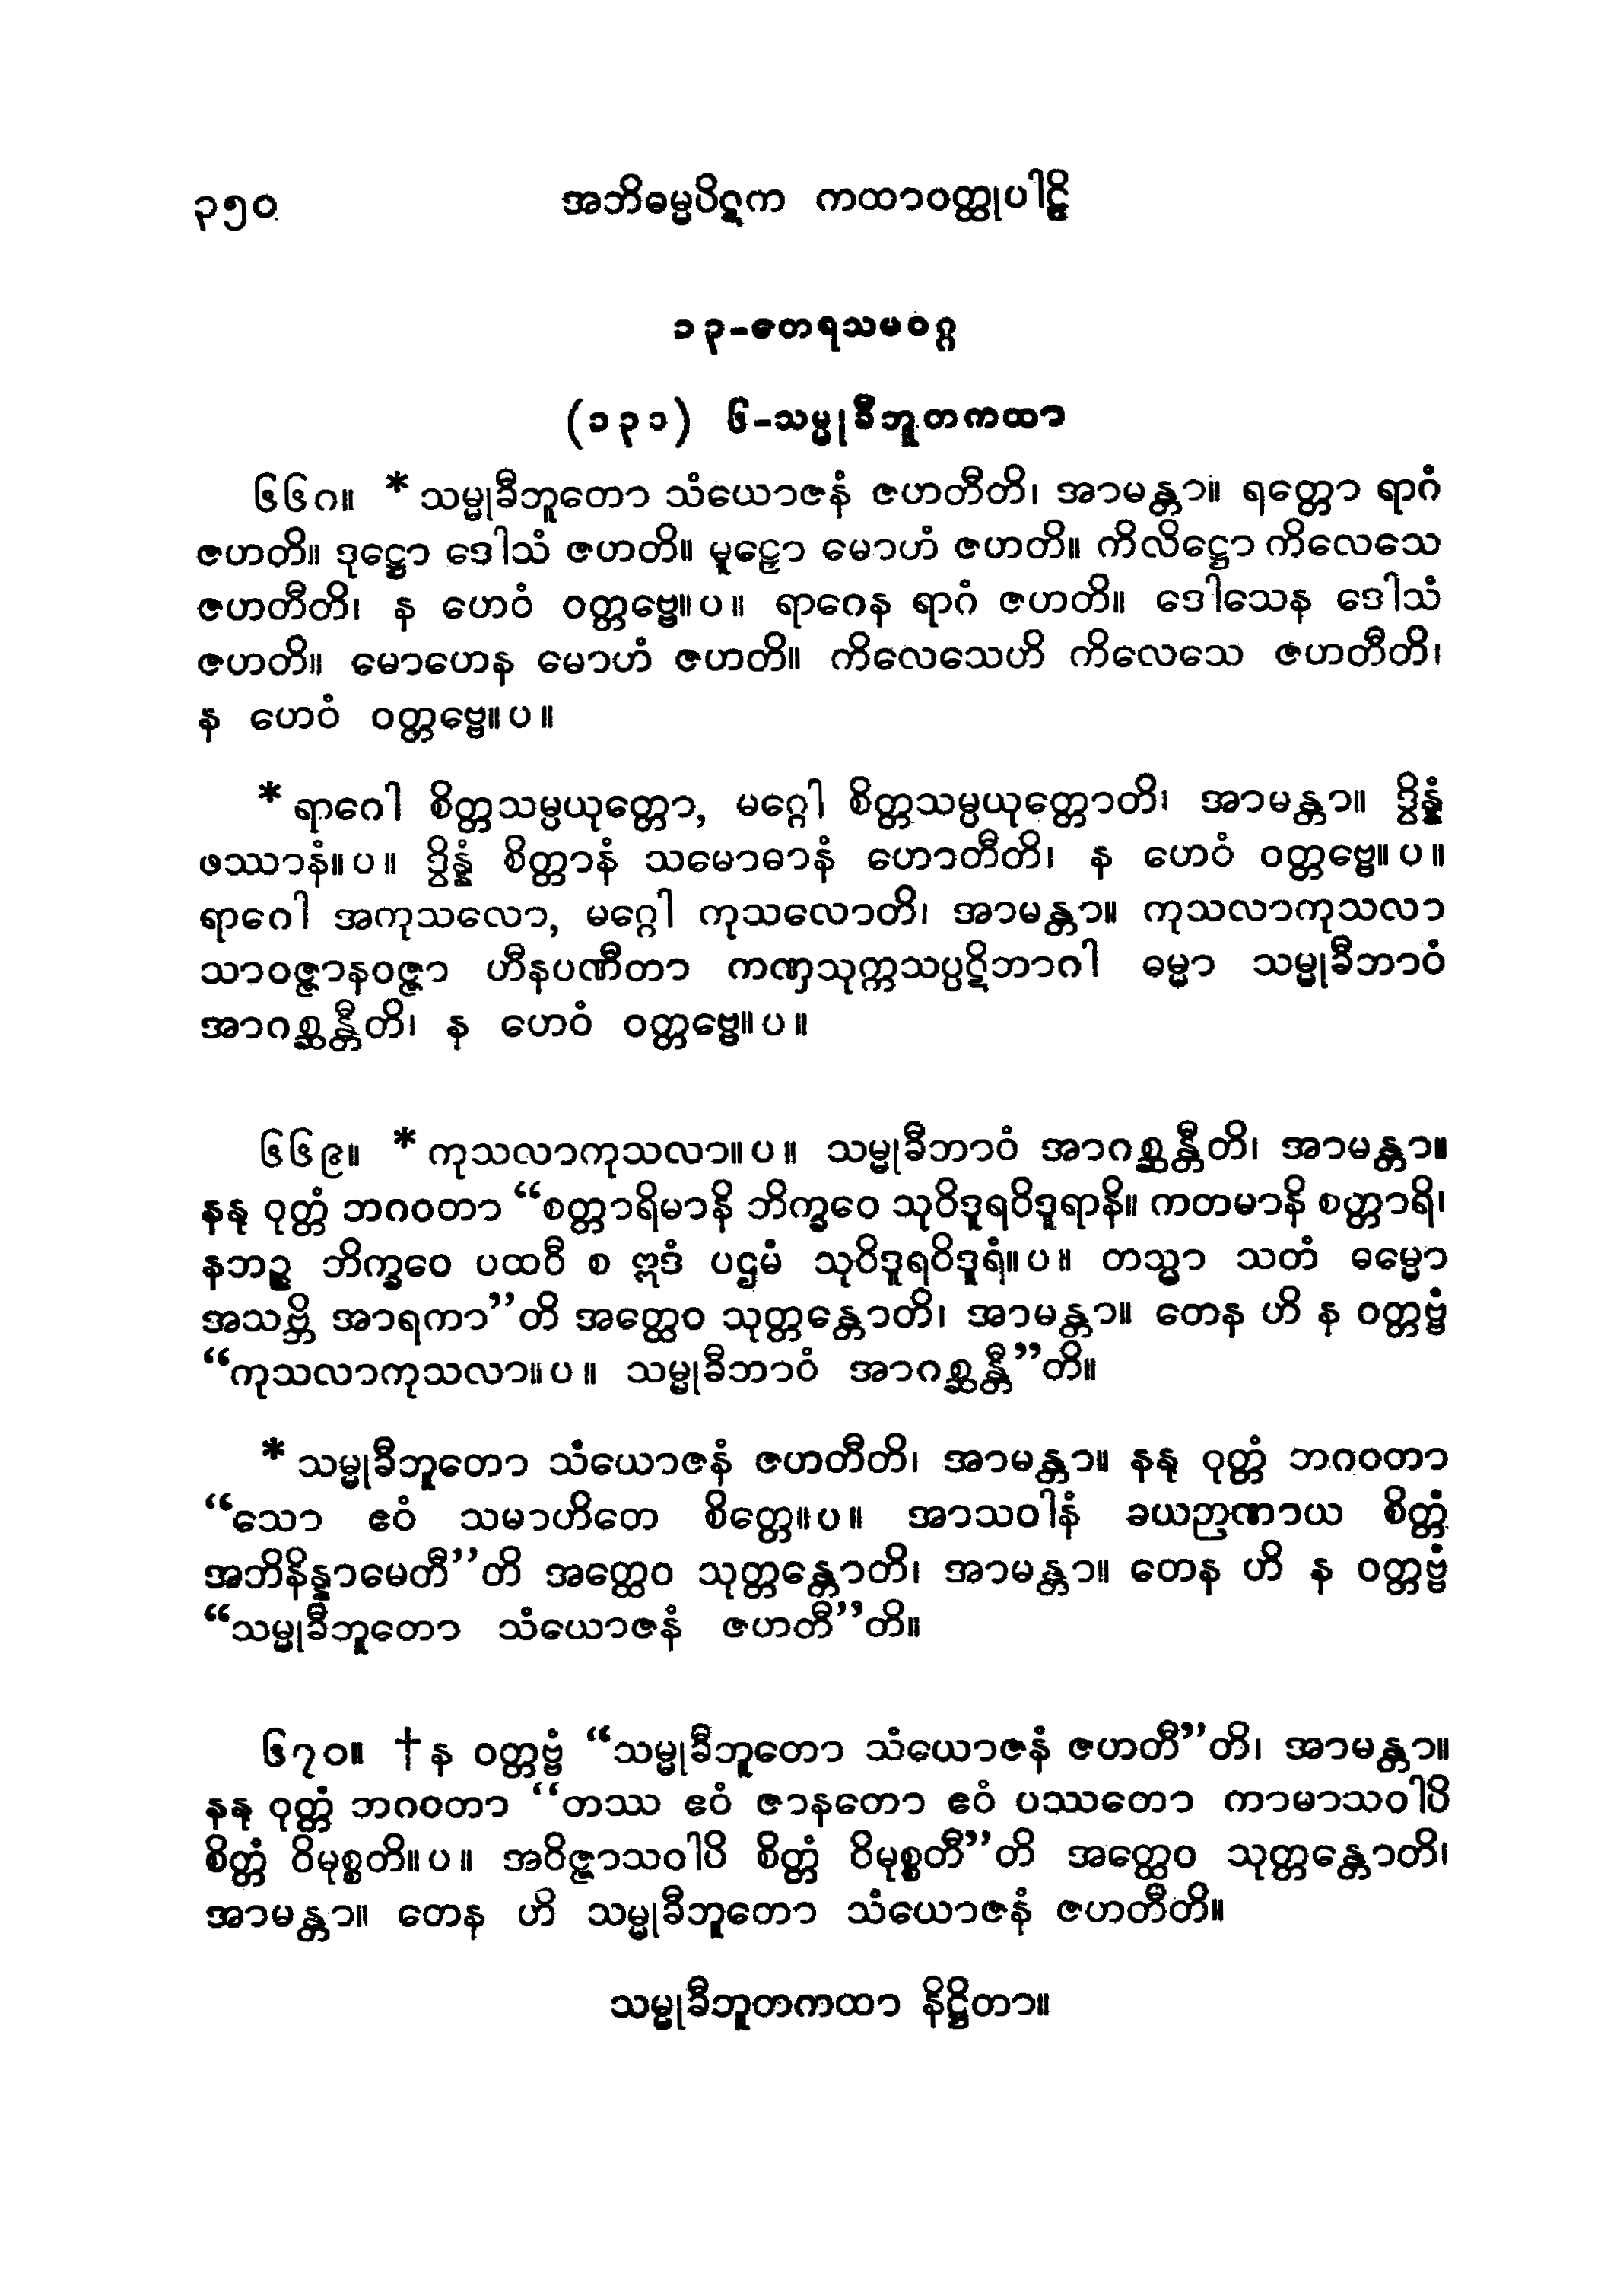 ၃၅၀ အဘိဓမ္မပိဋက ကထာဝတ္ထုပါဠိ
၁၃-တေရသမဝဂ္ဂ
(၁၃၁) ၆-သမ္မုခီဘူတကထာ
၆၆၈။ *သမ္မုခီဘူတော သံယောဇနံ ဇဟတီတိ၊ အာမန္တာ။ ရတ္တော ရာဂံ
ဇဟတိ။ ဒုဋ္ဌော ဒေါသံ ဇဟတိ။ မူဠှော မောဟံ ဇဟတိ။ ကိလိဋ္ဌော ကိလေသေ
ဇဟတီတိ၊ န ဟေဝံ ဝတ္တဗ္ဗေ။ပ။ ရာဂေန ရာဂံ ဇဟတိ။ ဒေါသေန ဒေါသံ
ဇဟတိ။ မောဟေန မောဟံ ဇဟတိ။ ကိလေသေဟိ ကိလေသေ ဇဟတီတိ၊
န ဟေဝံ ဝတ္တဗ္ဗေ။ပ။
*ရာဂေါ စိတ္တသမ္ပယုတ္တော, မဂ္ဂေါ စိတ္တသမ္ပယုတ္တောတိ၊ အာမန္တာ။ ဒွိန္နံ
ဖဿာနံ။ပ။ ဒွိန္နံ စိတ္တာနံ သမောဓာနံ ဟောတီတိ၊ န ဟေဝံ ဝတ္တဗ္ဗေ။ပ။
ရာဂေါ အကုသလော, မဂ္ဂေါ ကုသလောတိ၊ အာမန္တာ။ ကုသလာကုသလာ
သာဝဇ္ဇာနဝဇ္ဇာ ဟီနပဏီတာ ကဏှသုက္ကသပ္ပဋိဘာဂါ ဓမ္မာ သမ္မုခီဘာဝံ
အာဂစ္ဆန္တီတိ၊ န ဟေဝံ ဝတ္တဗ္ဗေ။ပ။
၆၆၉။ *ကုသလာကုသလာ။ပ။ သမ္မုခီဘာဝံ အာဂစ္ဆန္တီတိ၊ အာမန္တာ။
နနု ဝုတ္တံ ဘဂဝတာ “စတ္တာရိမာနိ ဘိက္ခဝေ သုဝိဒူရဝိဒူရာနိ။ ကတမာနိ စတ္တာရိ၊
နဘဉ္စ ဘိက္ခဝေ ပထဝီ စ ဣဒံ ပဌမံ သုဝိဒူရဝိဒူရံ။ပ။ တသ္မာ သတံ ဓမ္မော
အသဗ္ဘိ အာရကာ”တိ အတ္ထေဝ သုတ္တန္တောတိ၊ အာမန္တာ။ တေန ဟိ န ဝတ္တဗ္ဗံ
“ကုသလာကုသလာ။ပ။ သမ္မုခီဘာဝံ အာဂစ္ဆန္တီ”တိ။
*သမ္မုခီဘူတော သံယောဇနံ ဇဟတီတိ၊ အာမန္တာ။ နနု ဝုတ္တံ ဘဂဝတာ
“သော ဧဝံ သမာဟိတေ စိတ္တေ။ပ။ အာသဝါနံ ခယဉာဏာယ စိတ္တံ
အဘိနိန္နာမေတီ”တိ အတ္ထေဝ သုတ္တန္တောတိ၊ အာမန္တာ။ တေန ဟိ န ဝတ္တဗ္ဗံ
“သမ္မုခီဘူတော သံယောဇနံ ဇဟတီ”တိ။
၆၇၀။ †န ဝတ္တဗ္ဗံ “သမ္မုခီဘူတော သံယောဇနံ ဇဟတီ”တိ၊ အာမန္တာ။
နနု ဝုတ္တံ ဘဂဝတာ “တဿ ဧဝံ ဇာနတော ဧဝံ ပဿတော ကာမာသဝါပိ
စိတ္တံ ဝိမုစ္စတိ။ပ။ အဝိဇ္ဇာသဝါပိ စိတ္တံ ဝိမုစ္စတီ”တိ အတ္ထေဝ သုတ္တန္တောတိ၊
အာမန္တာ။ တေန ဟိ သမ္မုခီဘူတော သံယောဇနံ ဇဟတီတိ။
သမ္မုခီဘူတကထာ နိဋ္ဌိတာ။